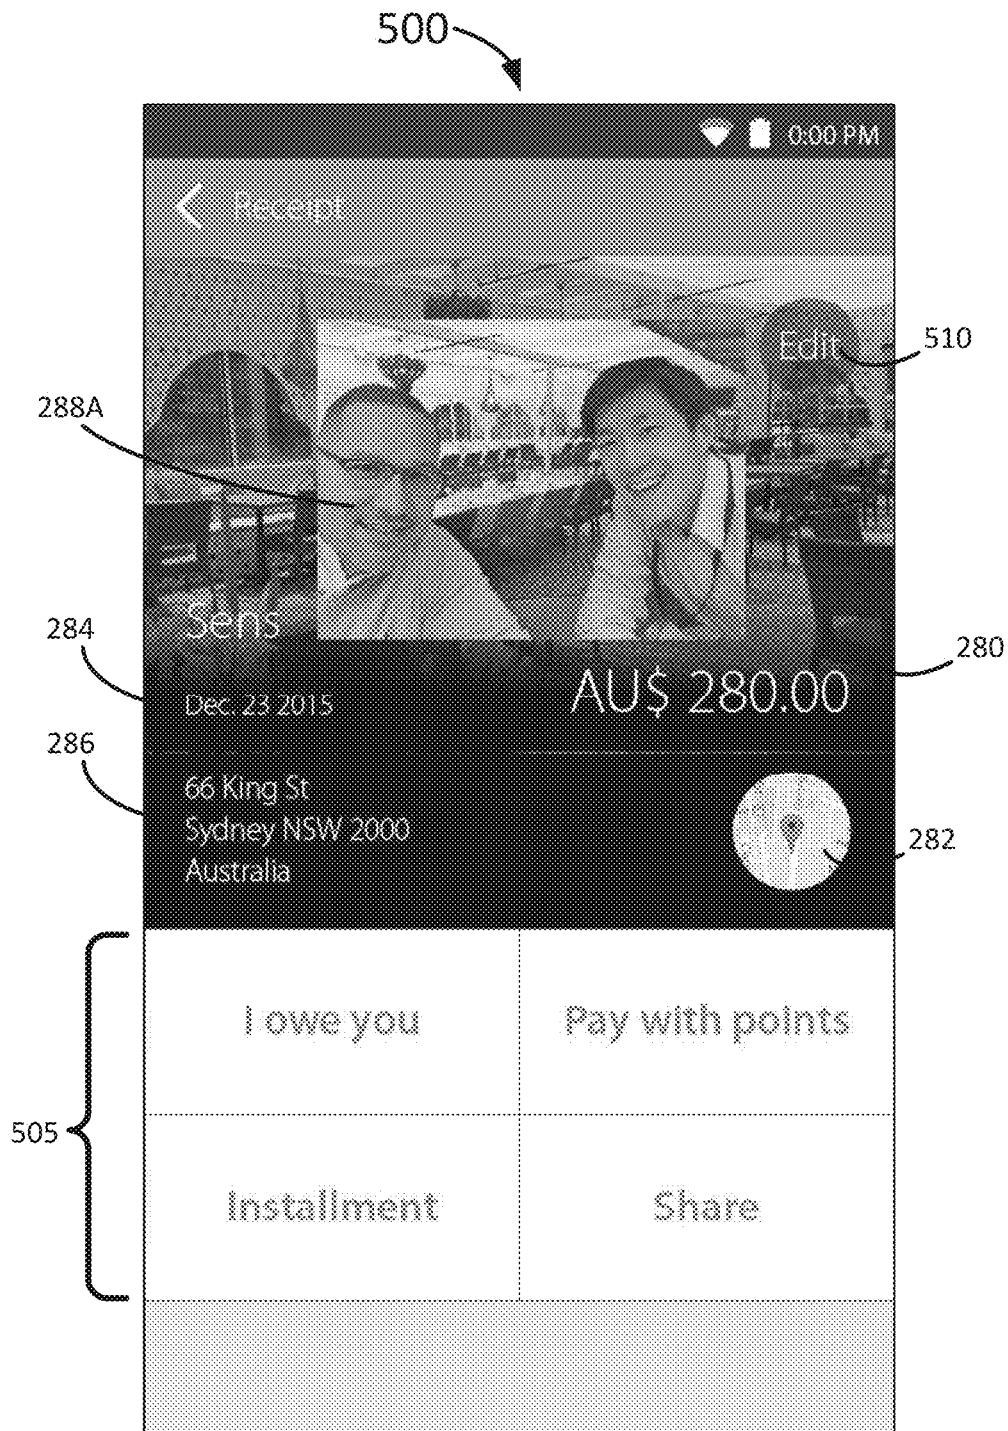 500
0:00 PM
Receipt
Edit
510
288A
Sens
284
280
Dec. 23 2015
AU$ 280.00
286
66 King St
Sydney NSW 2000
Australia
282
I owe you
Pay with points
505
Installment
Share